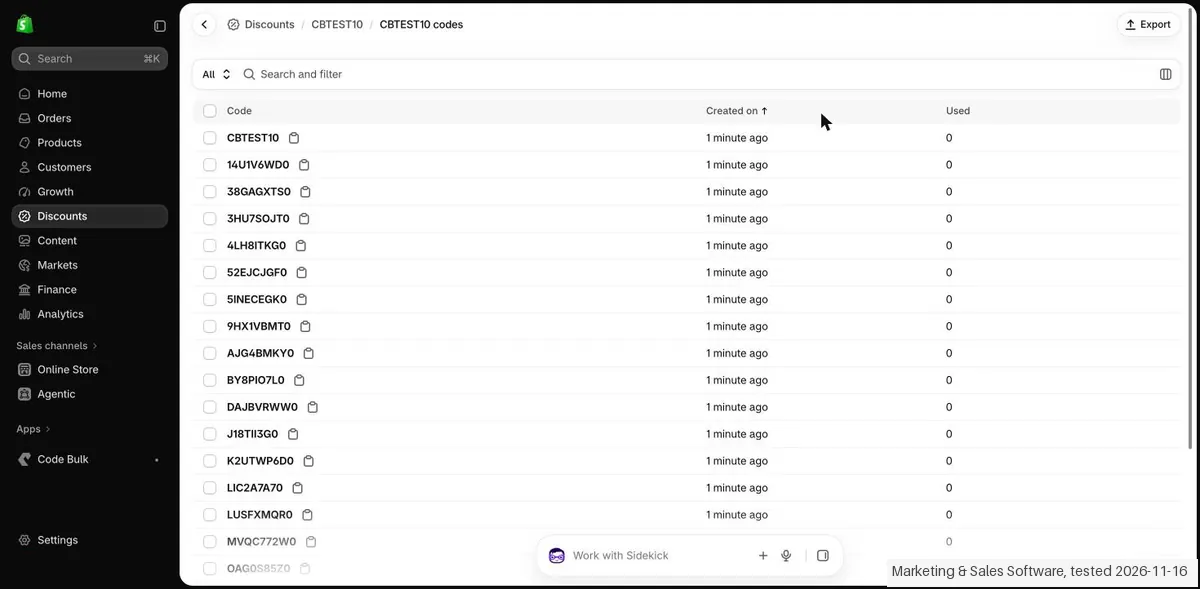 Discounts / CBTEST10 / CBTEST10 codes
Export
Search ⌘K
All Search and filter
Home
Orders
Products
Customers
Growth
Discounts
Content
Markets
Finance
Analytics
Sales channels >
Online Store
Agentic
Apps >
Code Bulk
Settings
Code Created on ↑ Used
CBTEST10 1 minute ago 0
14U1V6WD0 1 minute ago 0
38GAGXTS0 1 minute ago 0
3HU7SOJT0 1 minute ago 0
4LH8ITKG0 1 minute ago 0
52EJCJGF0 1 minute ago 0
5INECEGK0 1 minute ago 0
9HX1VBMT0 1 minute ago 0
AJG4BMKY0 1 minute ago 0
BY8PIO7L0 1 minute ago 0
DAJBVRWW0 1 minute ago 0
J18TII3G0 1 minute ago 0
K2UTWP6D0 1 minute ago 0
LIC2A7A70 1 minute ago 0
LUSFXMQR0 1 minute ago 0
MVQC772W0 0
OAG0S85Z0
Work with Sidekick
Marketing & Sales Software, tested 2026-11-16